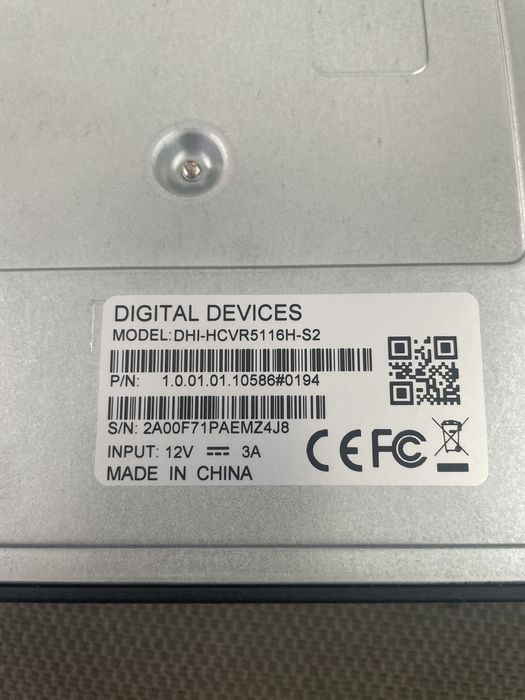 DIGITAL DEVICES
MODEL:DHI-HCVR5116H-S2
P/N: 1.0.01.01.10586#0194
S/N: 2A00F71PAEMZ4J8
INPUT: 12V ⎓ 3A
MADE IN CHINA
CE FC